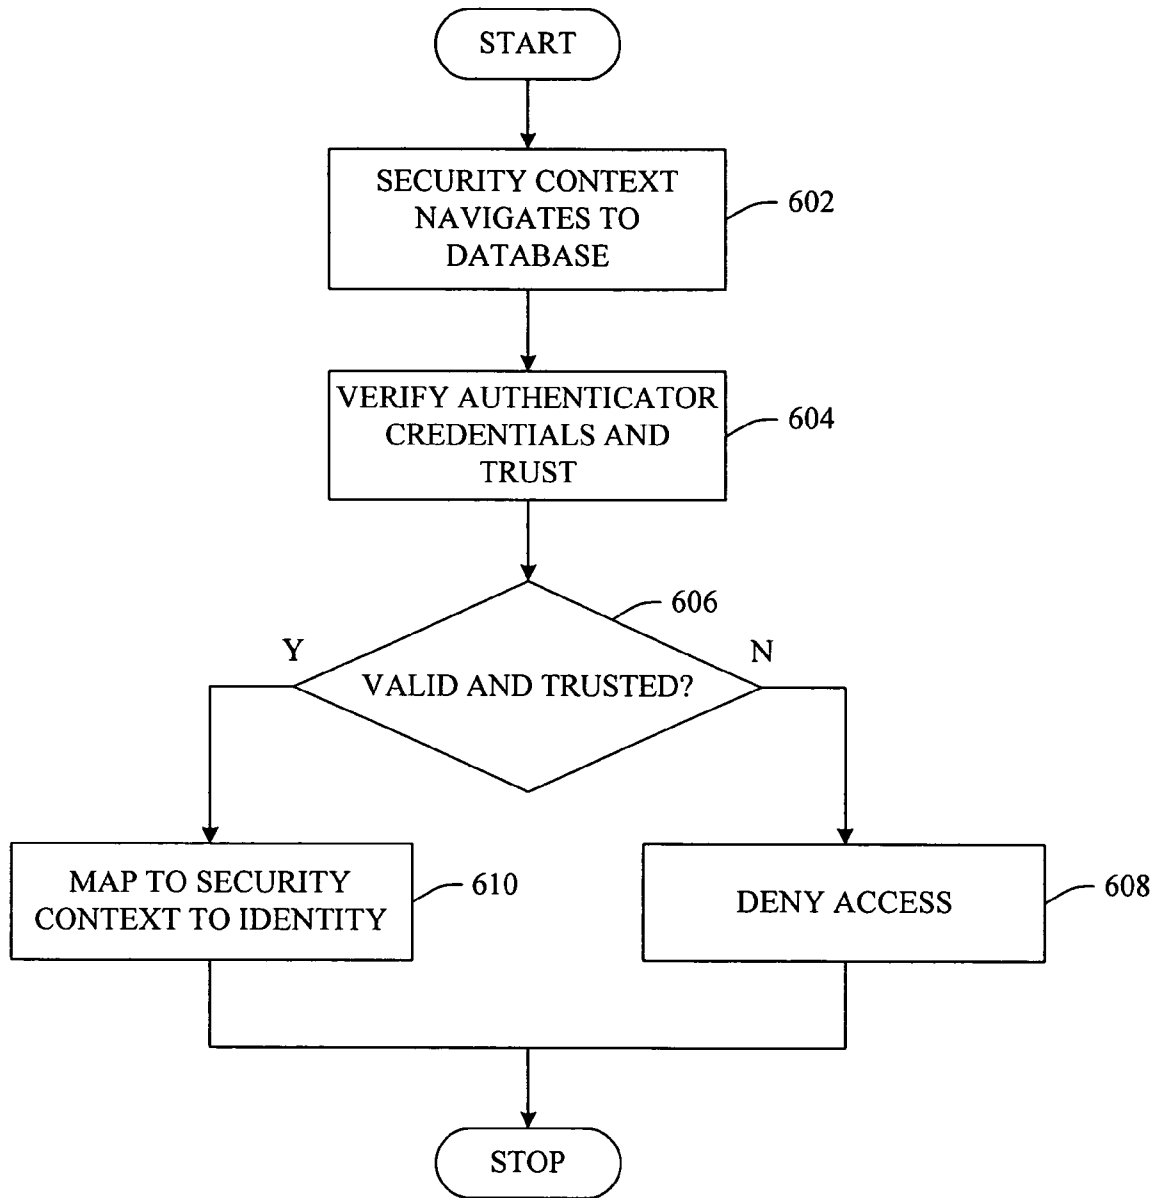 START
SECURITY CONTEXT
NAVIGATES TO
DATABASE
602
VERIFY AUTHENTICATOR
CREDENTIALS AND
TRUST
604
606
Y
N
VALID AND TRUSTED?
MAP TO SECURITY
CONTEXT TO IDENTITY
610
DENY ACCESS
608
STOP